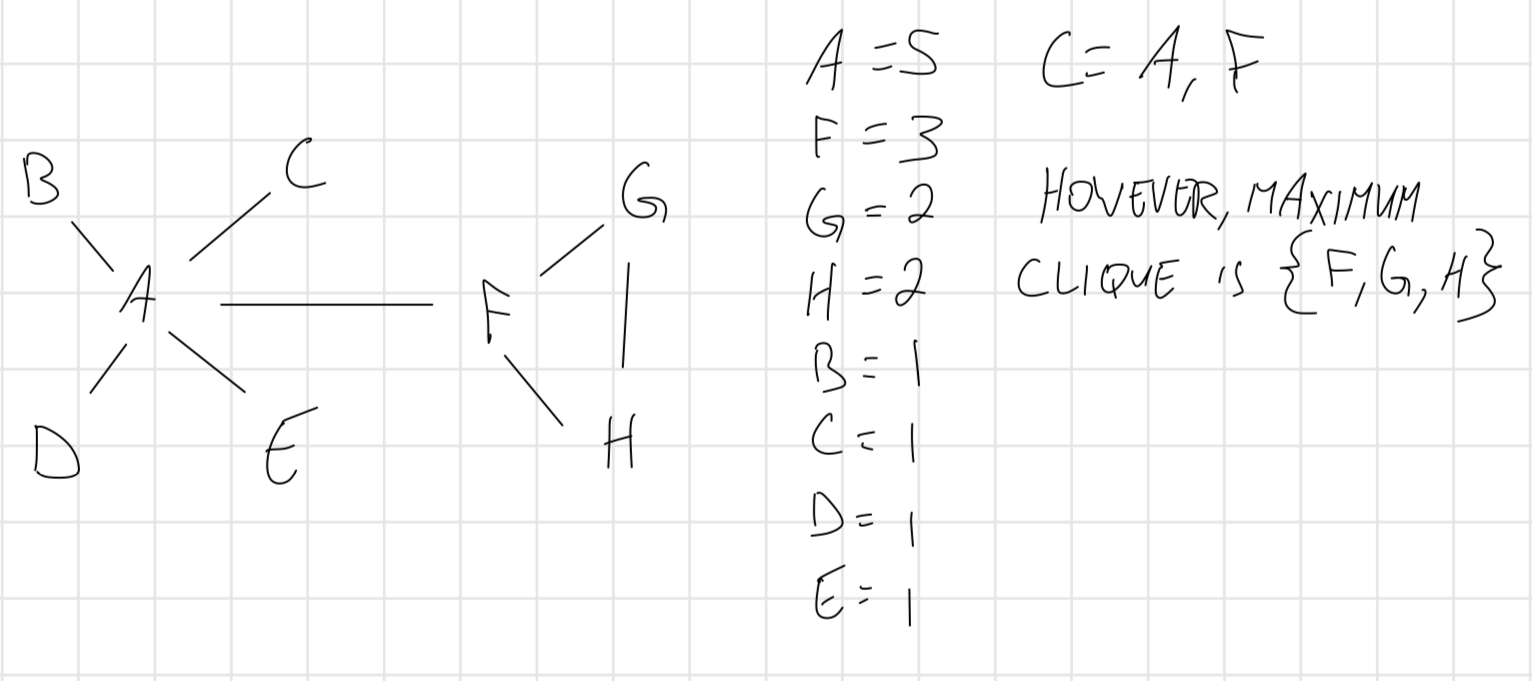 B
C
G
A
F
D
E
H
A = 5
F = 3
G = 2
H = 2
B = 1
C = 1
D = 1
E = 1
C = A, F
HOVEVER, MAXIMUM
CLIQUE IS {F, G, H}